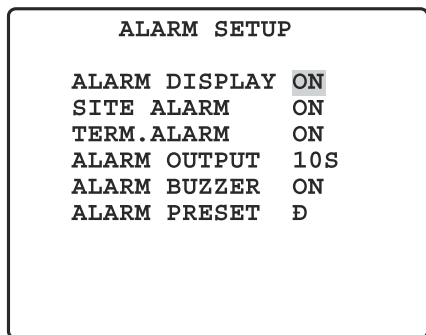 ALARM SETUP
ALARM DISPLAY ON
SITE ALARM ON
TERM.ALARM ON
ALARM OUTPUT 10S
ALARM BUZZER ON
ALARM PRESET Đ